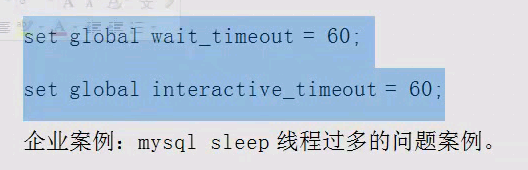 set global wait_timeout = 60;
set global interactive_timeout = 60;
企业案例：mysql sleep 线程过多的问题案例。